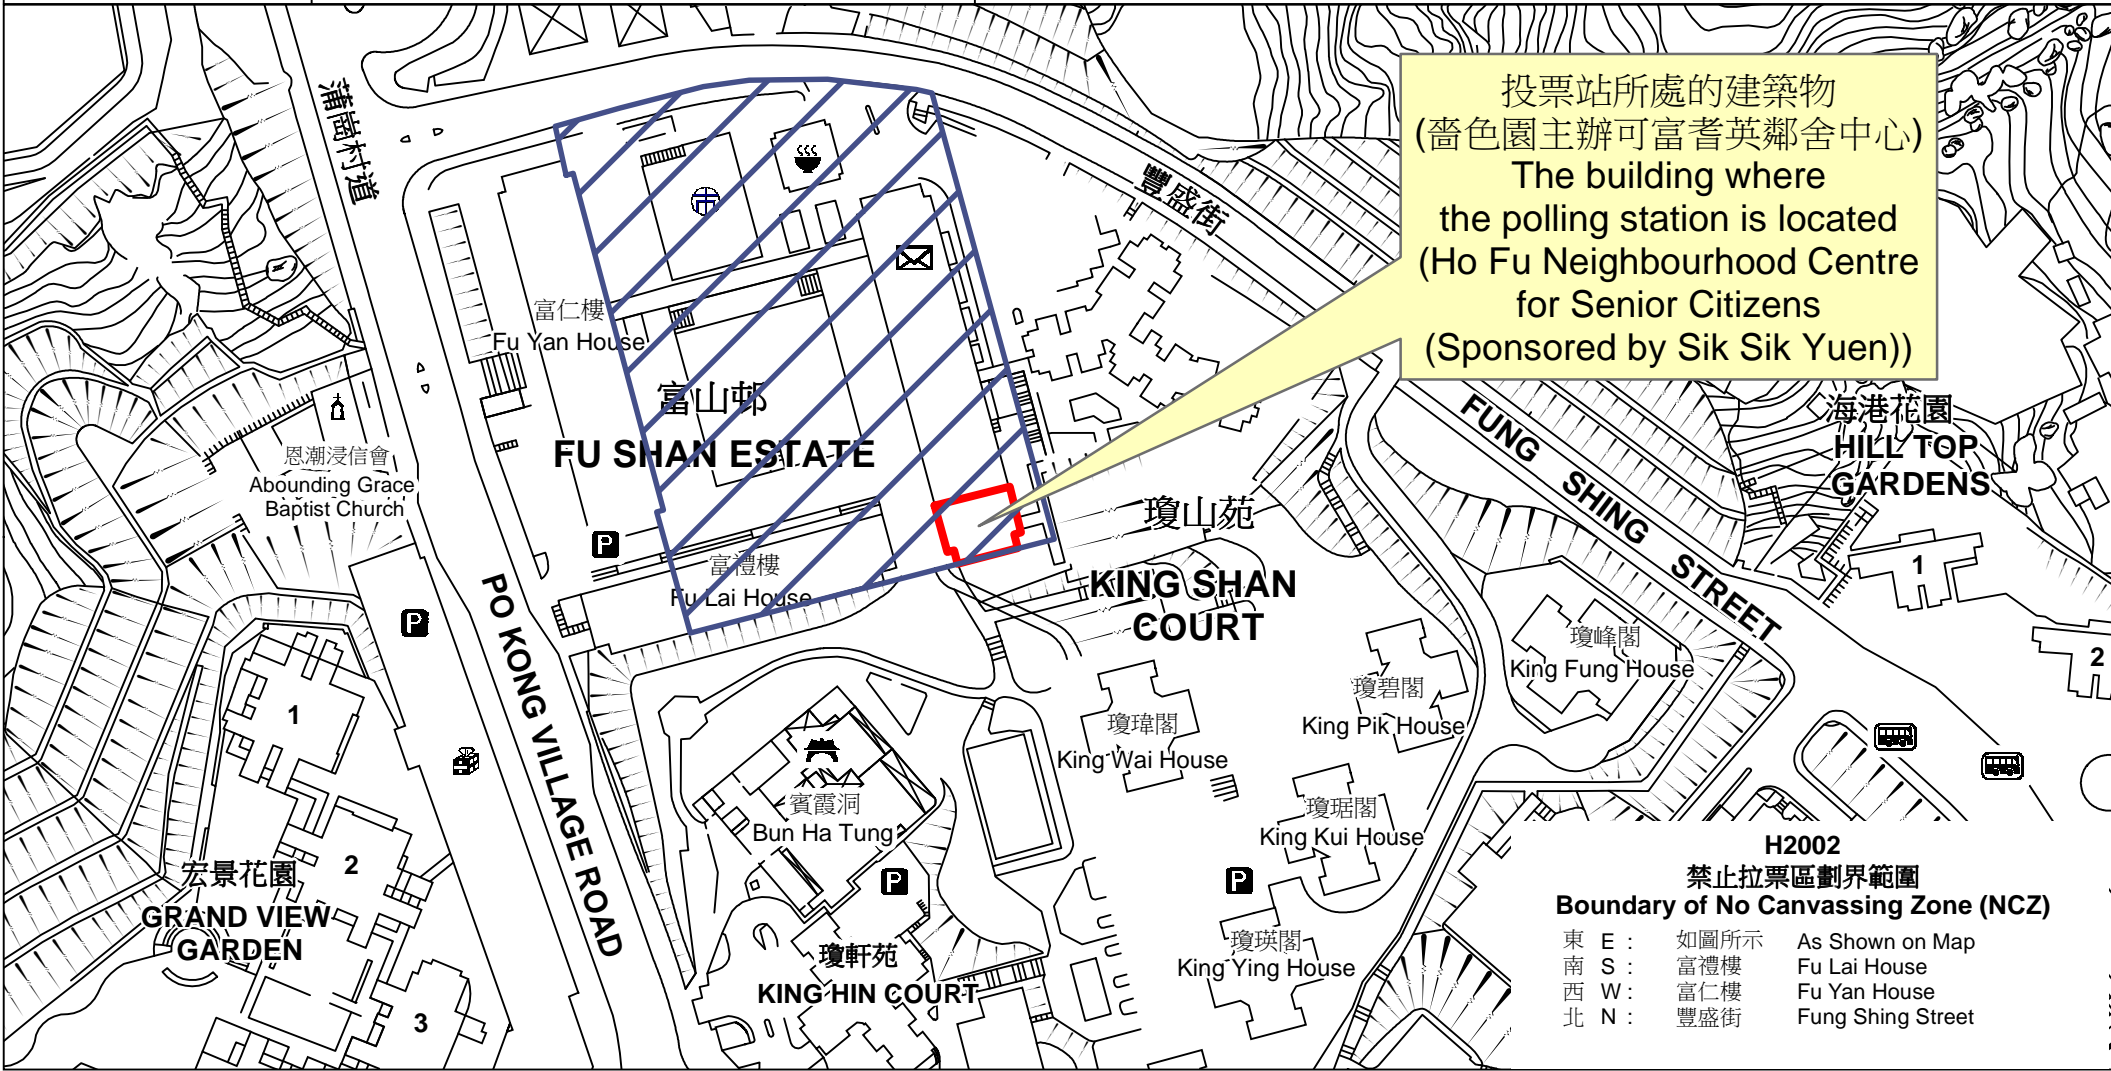 投票站所處的建築物
(嗇色園主辦可富耆英鄰舍中心)
The building where
the polling station is located
(Ho Fu Neighbourhood Centre
for Senior Citizens
(Sponsored by Sik Sik Yuen))
蒲崗村道
豐盛街
富仁樓
Fu Yan House
富山邨
FU SHAN ESTATE
恩潮浸信會
Abounding Grace
Baptist Church
P
富禮樓
Fu Lai House
P
PO KONG VILLAGE ROAD
瓊山苑
KING SHAN
COURT
FUNG SHING STREET
海港花園
HILL TOP
GARDENS
1
2
瓊峰閣
King Fung House
瓊碧閣
King Pik House
瓊瑋閣
King Wai House
瓊琚閣
King Kui House
P
瓊瑛閣
King Ying House
賓霞洞
Bun Ha Tung
P
瓊軒苑
KING HIN COURT
1
2
宏景花園
GRAND VIEW
GARDEN
3
H2002
禁止拉票區劃界範圍
Boundary of No Canvassing Zone (NCZ)
東 E : 如圖所示 As Shown on Map
南 S : 富禮樓 Fu Lai House
西 W : 富仁樓 Fu Yan House
北 N : 豐盛街 Fung Shing Street